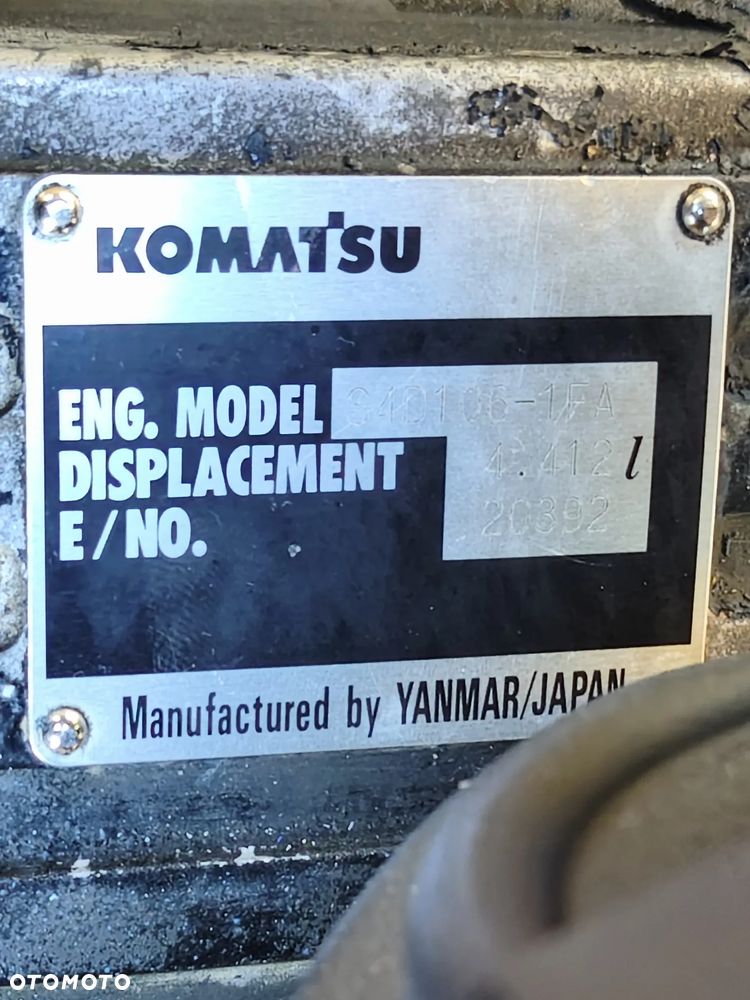 KOMATSU
ENG. MODEL S4D106-1FA
DISPLACEMENT 4.412 l
E/NO. 20392
Manufactured by YANMAR/JAPAN
OTOMOTO